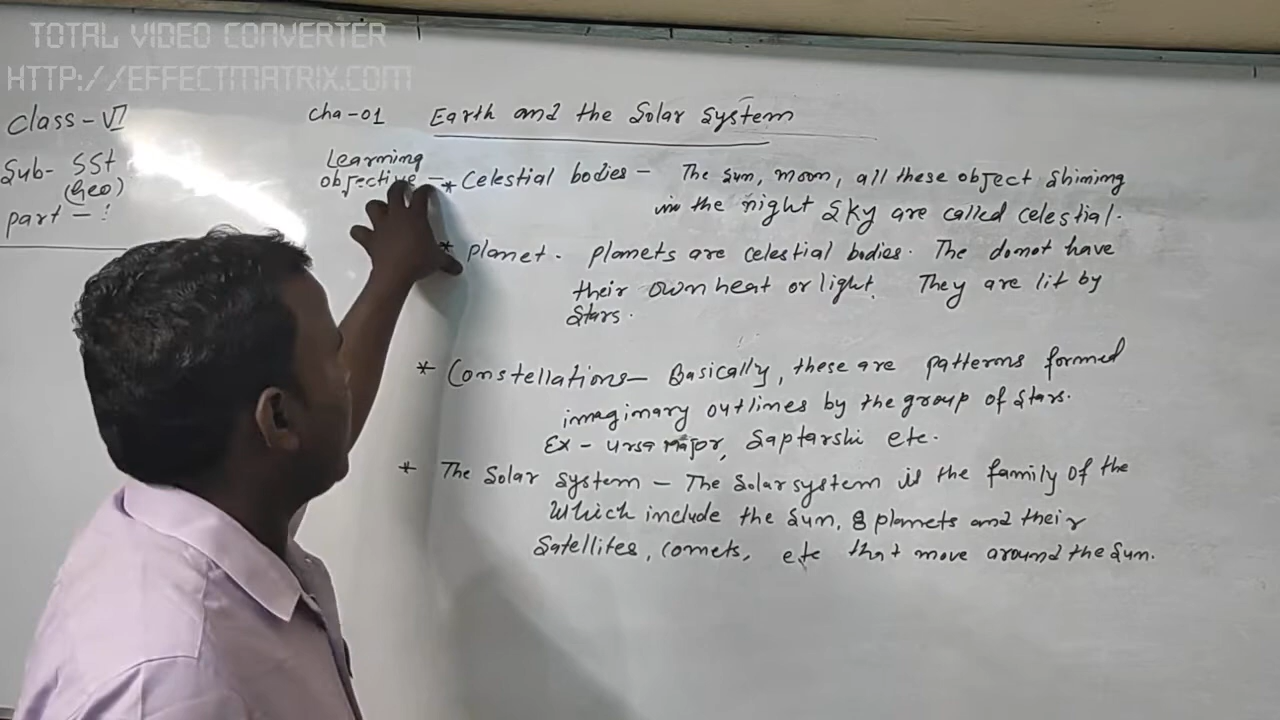 TOTAL VIDEO CONVERTER
HTTP://EFFECTMATRIX.COM
Class-VI
Sub- SSt
(Geo)
part - 1
Cha-01 Earth and the Solar System
Learning
objective - * Celestial bodies - The Sun, moon, all these object shining
in the night Sky are called celestial.
* planet. planets are celestial bodies. The donot have
their own heat or light. They are lit by
Stars.
* Constellations- Basically, these are patterns formed
imaginary outlines by the group of stars.
Ex - ursa major, Saptarshi etc.
* The Solar System - The Solar system is the family of the
Which include the Sun, 8 planets and their
Satellites, Comets, etc that move around the Sun.